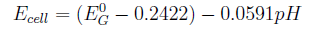 E_{cell} = (E_G^0 − 0.2422) − 0.0591pH